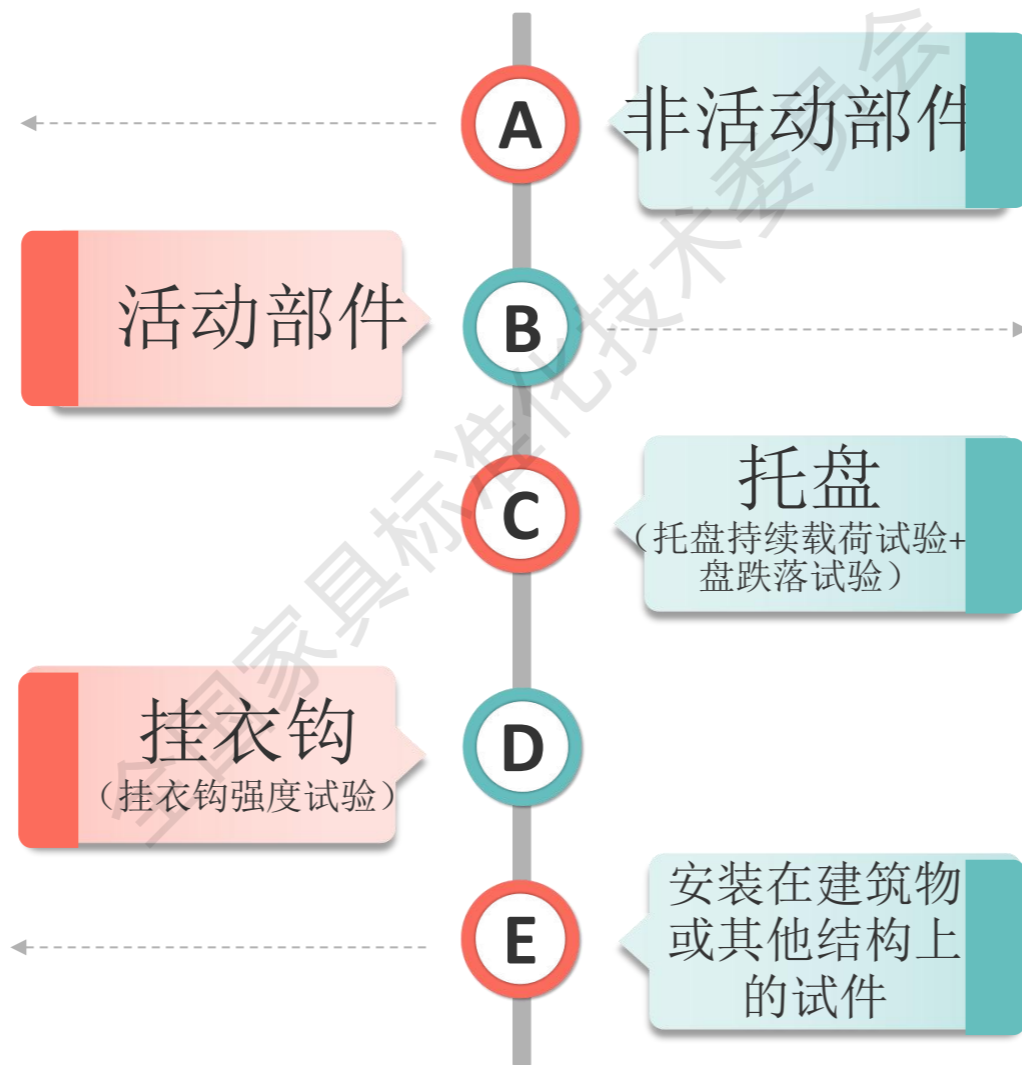 A
非活动部件
活动部件
B
C
托盘
（托盘持续载荷试验+
盘跌落试验）
挂衣钩
（挂衣钩强度试验）
D
E
安装在建筑物
或其他结构上
的试件
全国家具标准化技术委员会